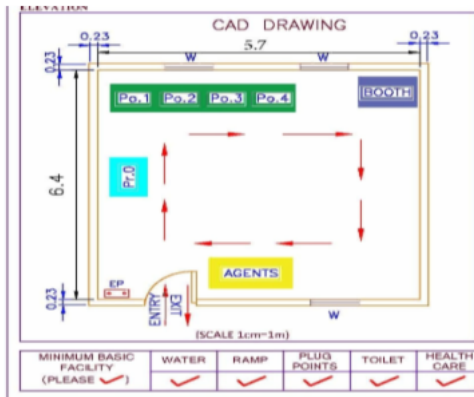 ELEVATION
CAD DRAWING
0.23
5.7
0.23
W
W
0.23
Po.1
Po.2
Po.3
Po.4
BOOTH
6.4
Pr.0
AGENTS
EP
0.23
ENTRY
EXIT
W
(SCALE 1cm=1m)
MINIMUM BASIC FACILITY (PLEASE ✓)
WATER
RAMP
PLUG POINTS
TOILET
HEALTH CARE